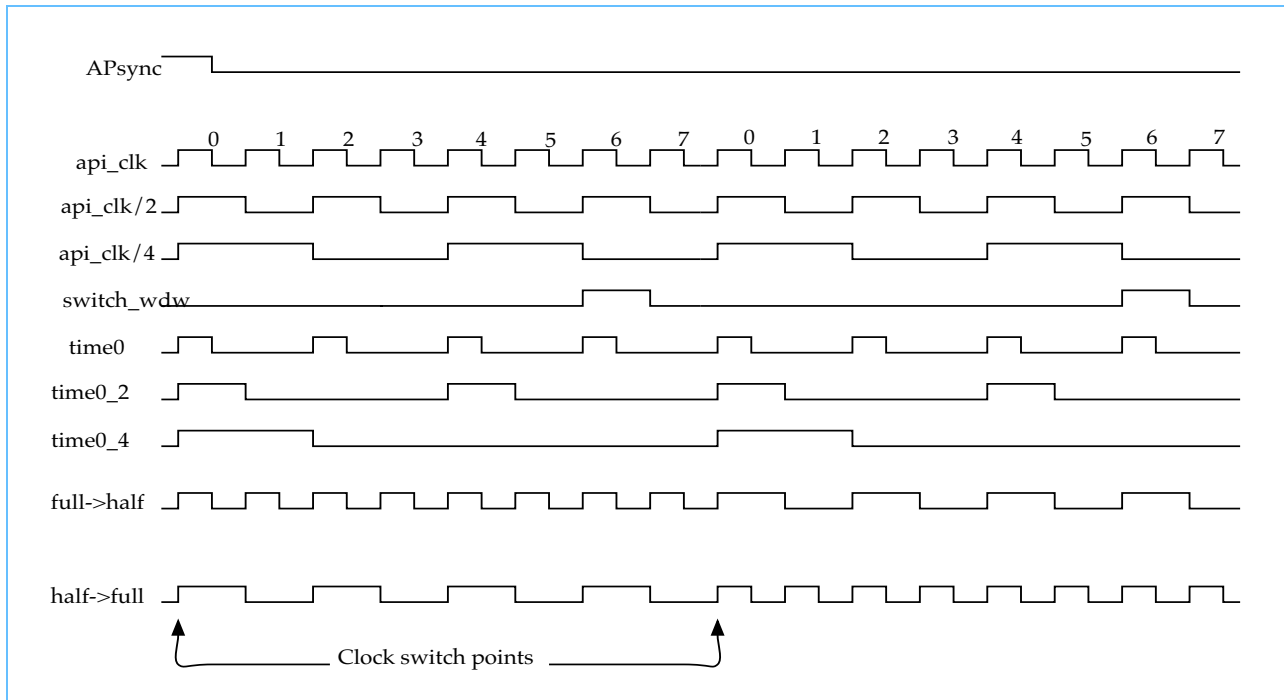 APsync
0 1 2 3 4 5 6 7 0 1 2 3 4 5 6 7
api_clk
api_clk/2
api_clk/4
switch_wdw
time0
time0_2
time0_4
full->half
half->full
Clock switch points